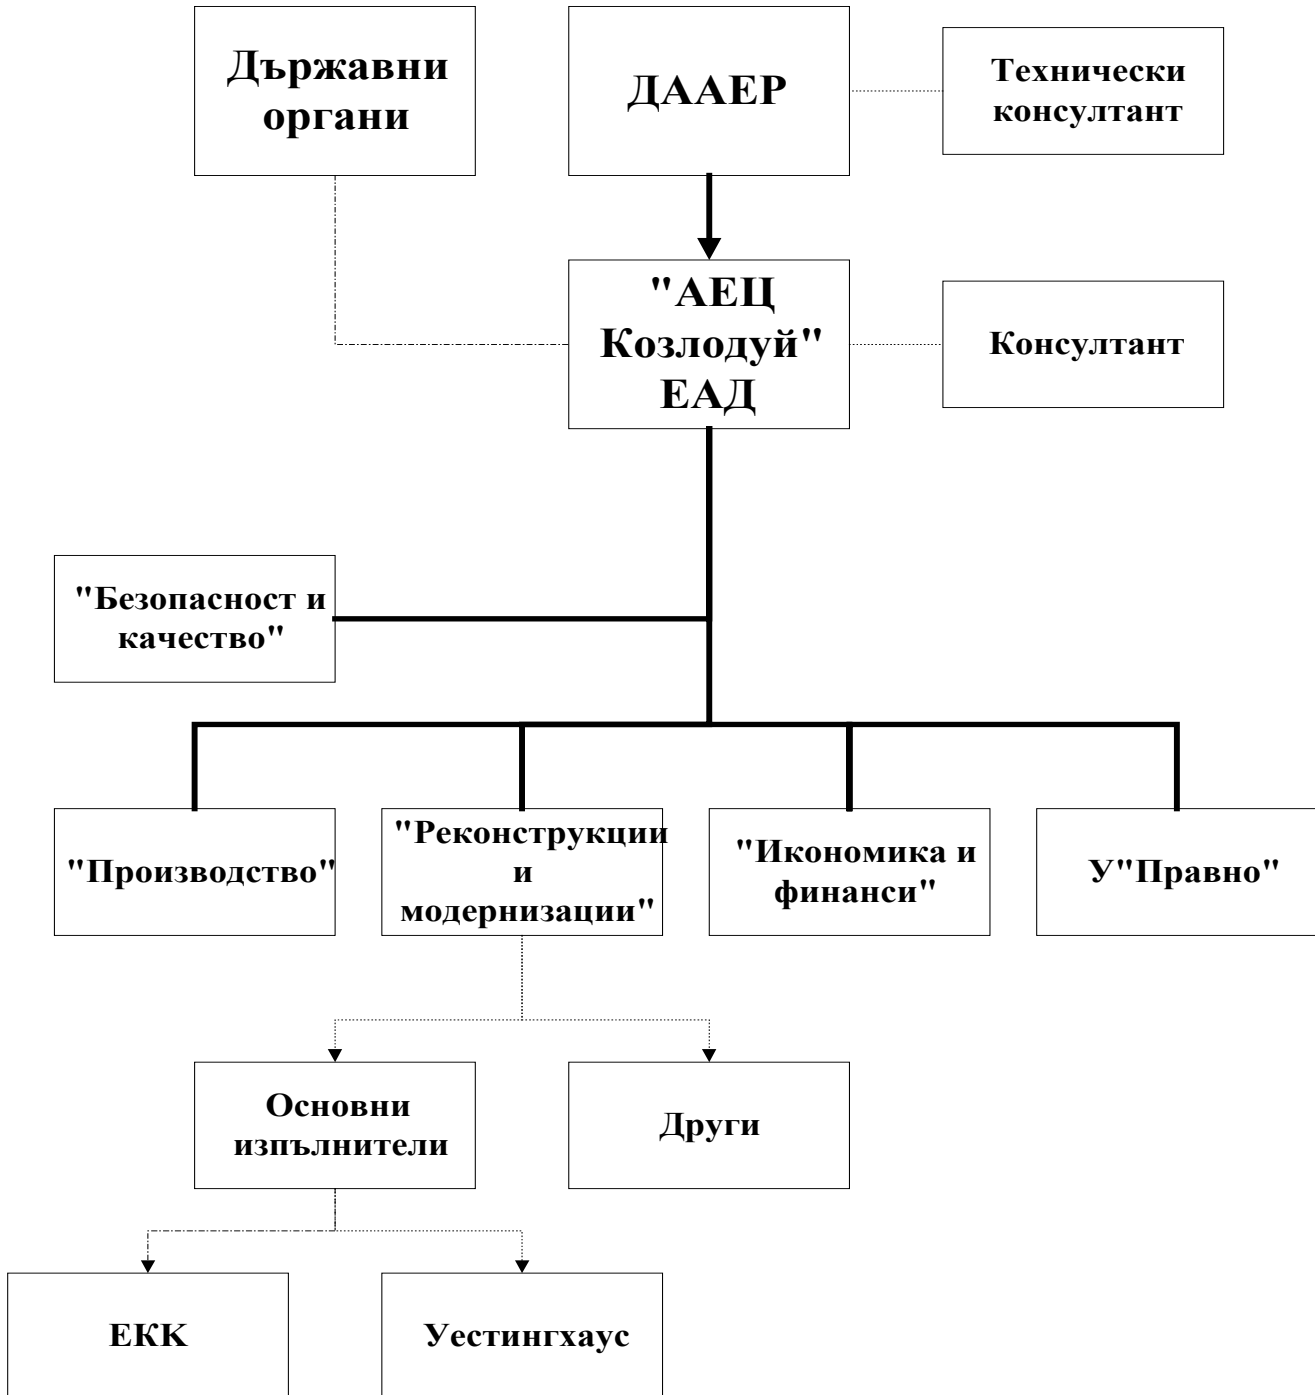 Държавни
органи
ДААЕР
Технически
консултант
"АЕЦ
Козлодуй"
ЕАД
Консултант
"Безопасност и
качество"
"Производство"
"Реконструкции
и
модернизации"
"Икономика и
финанси"
У"Правно"
Основни
изпълнители
Други
ЕКК
Уестингхаус